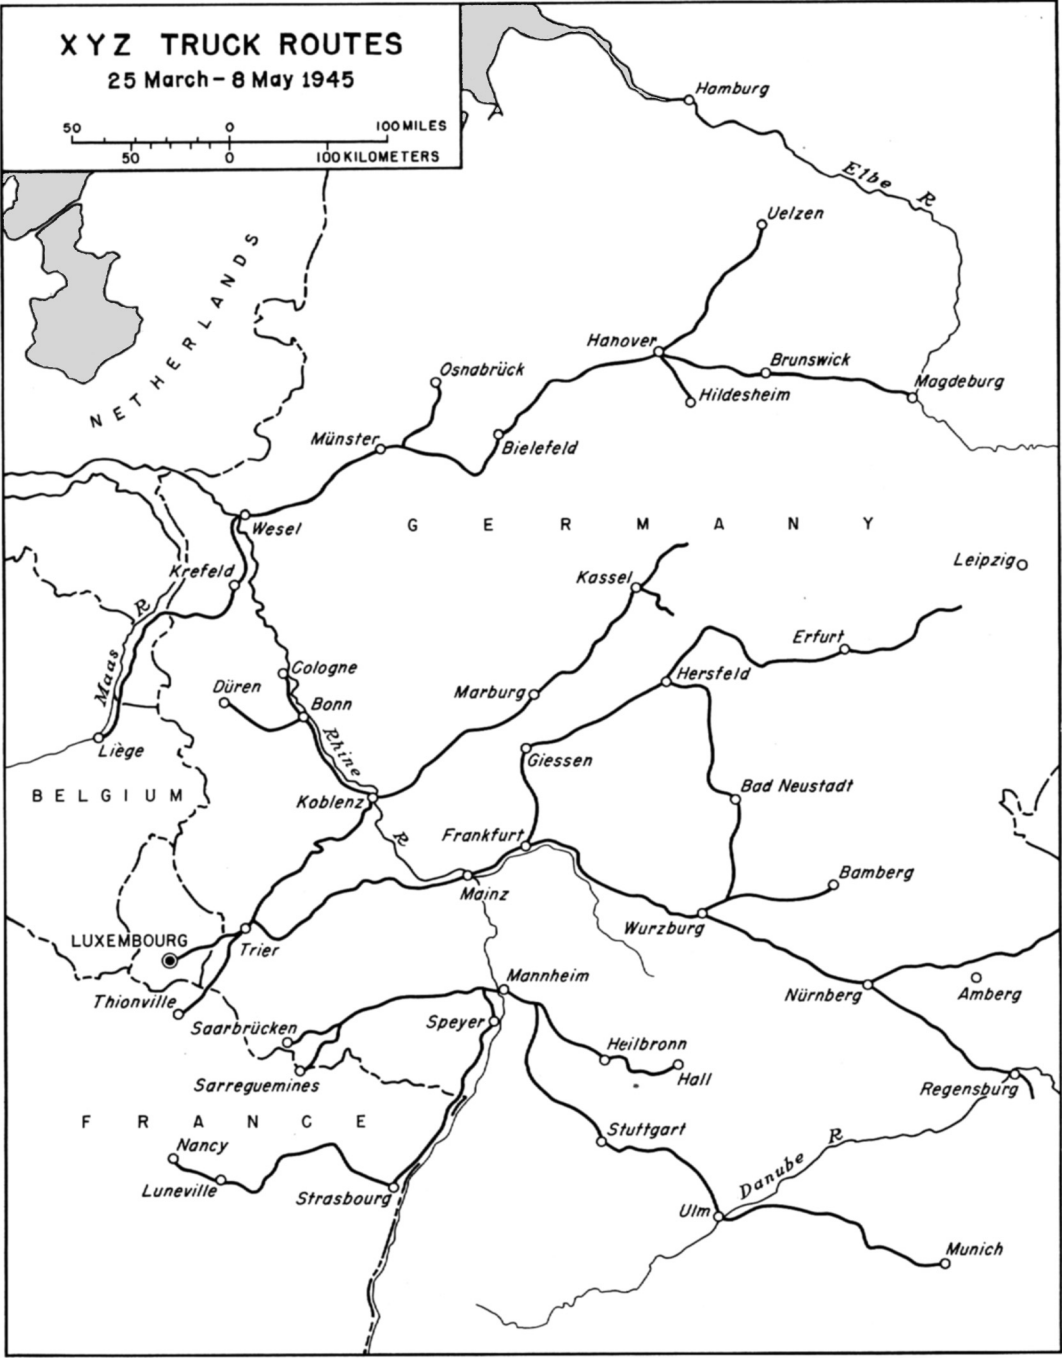 XYZ TRUCK ROUTES
25 March – 8 May 1945
50 0 100 MILES
50 0 100 KILOMETERS
Hamburg
Elbe R
Uelzen
NETHERLANDS
Hanover
Brunswick
Osnabrück
Magdeburg
Hildesheim
Münster
Bielefeld
Wesel
GERMANY
Leipzig
Krefeld
Kassel
Maas R
Erfurt
Cologne
Hersfeld
Düren
Marburg
Bonn
Rhine R
Liège
Giessen
BELGIUM
Koblenz
Bad Neustadt
Frankfurt
Bamberg
Mainz
Wurzburg
LUXEMBOURG
Trier
Mannheim
Nürnberg
Amberg
Thionville
Saarbrücken
Speyer
Heilbronn
Hall
Sarreguemines
Regensburg
FRANCE
Nancy
Stuttgart
Danube R
Luneville
Strasbourg
Ulm
Munich